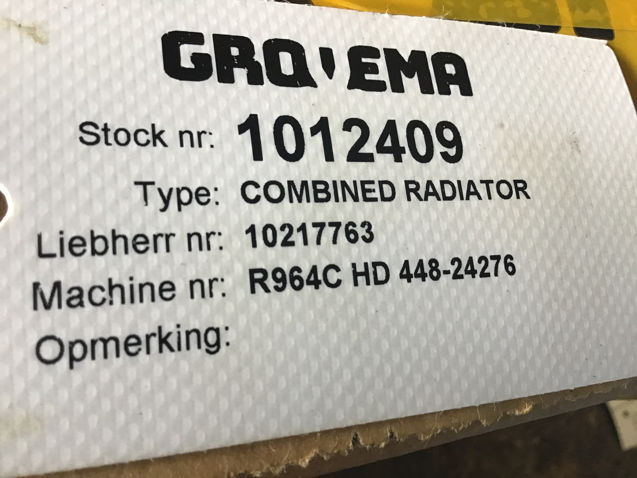 GROVEMA
Stock nr: 1012409
Type: COMBINED RADIATOR
Liebherr nr: 10217763
Machine nr: R964C HD 448-24276
Opmerking: